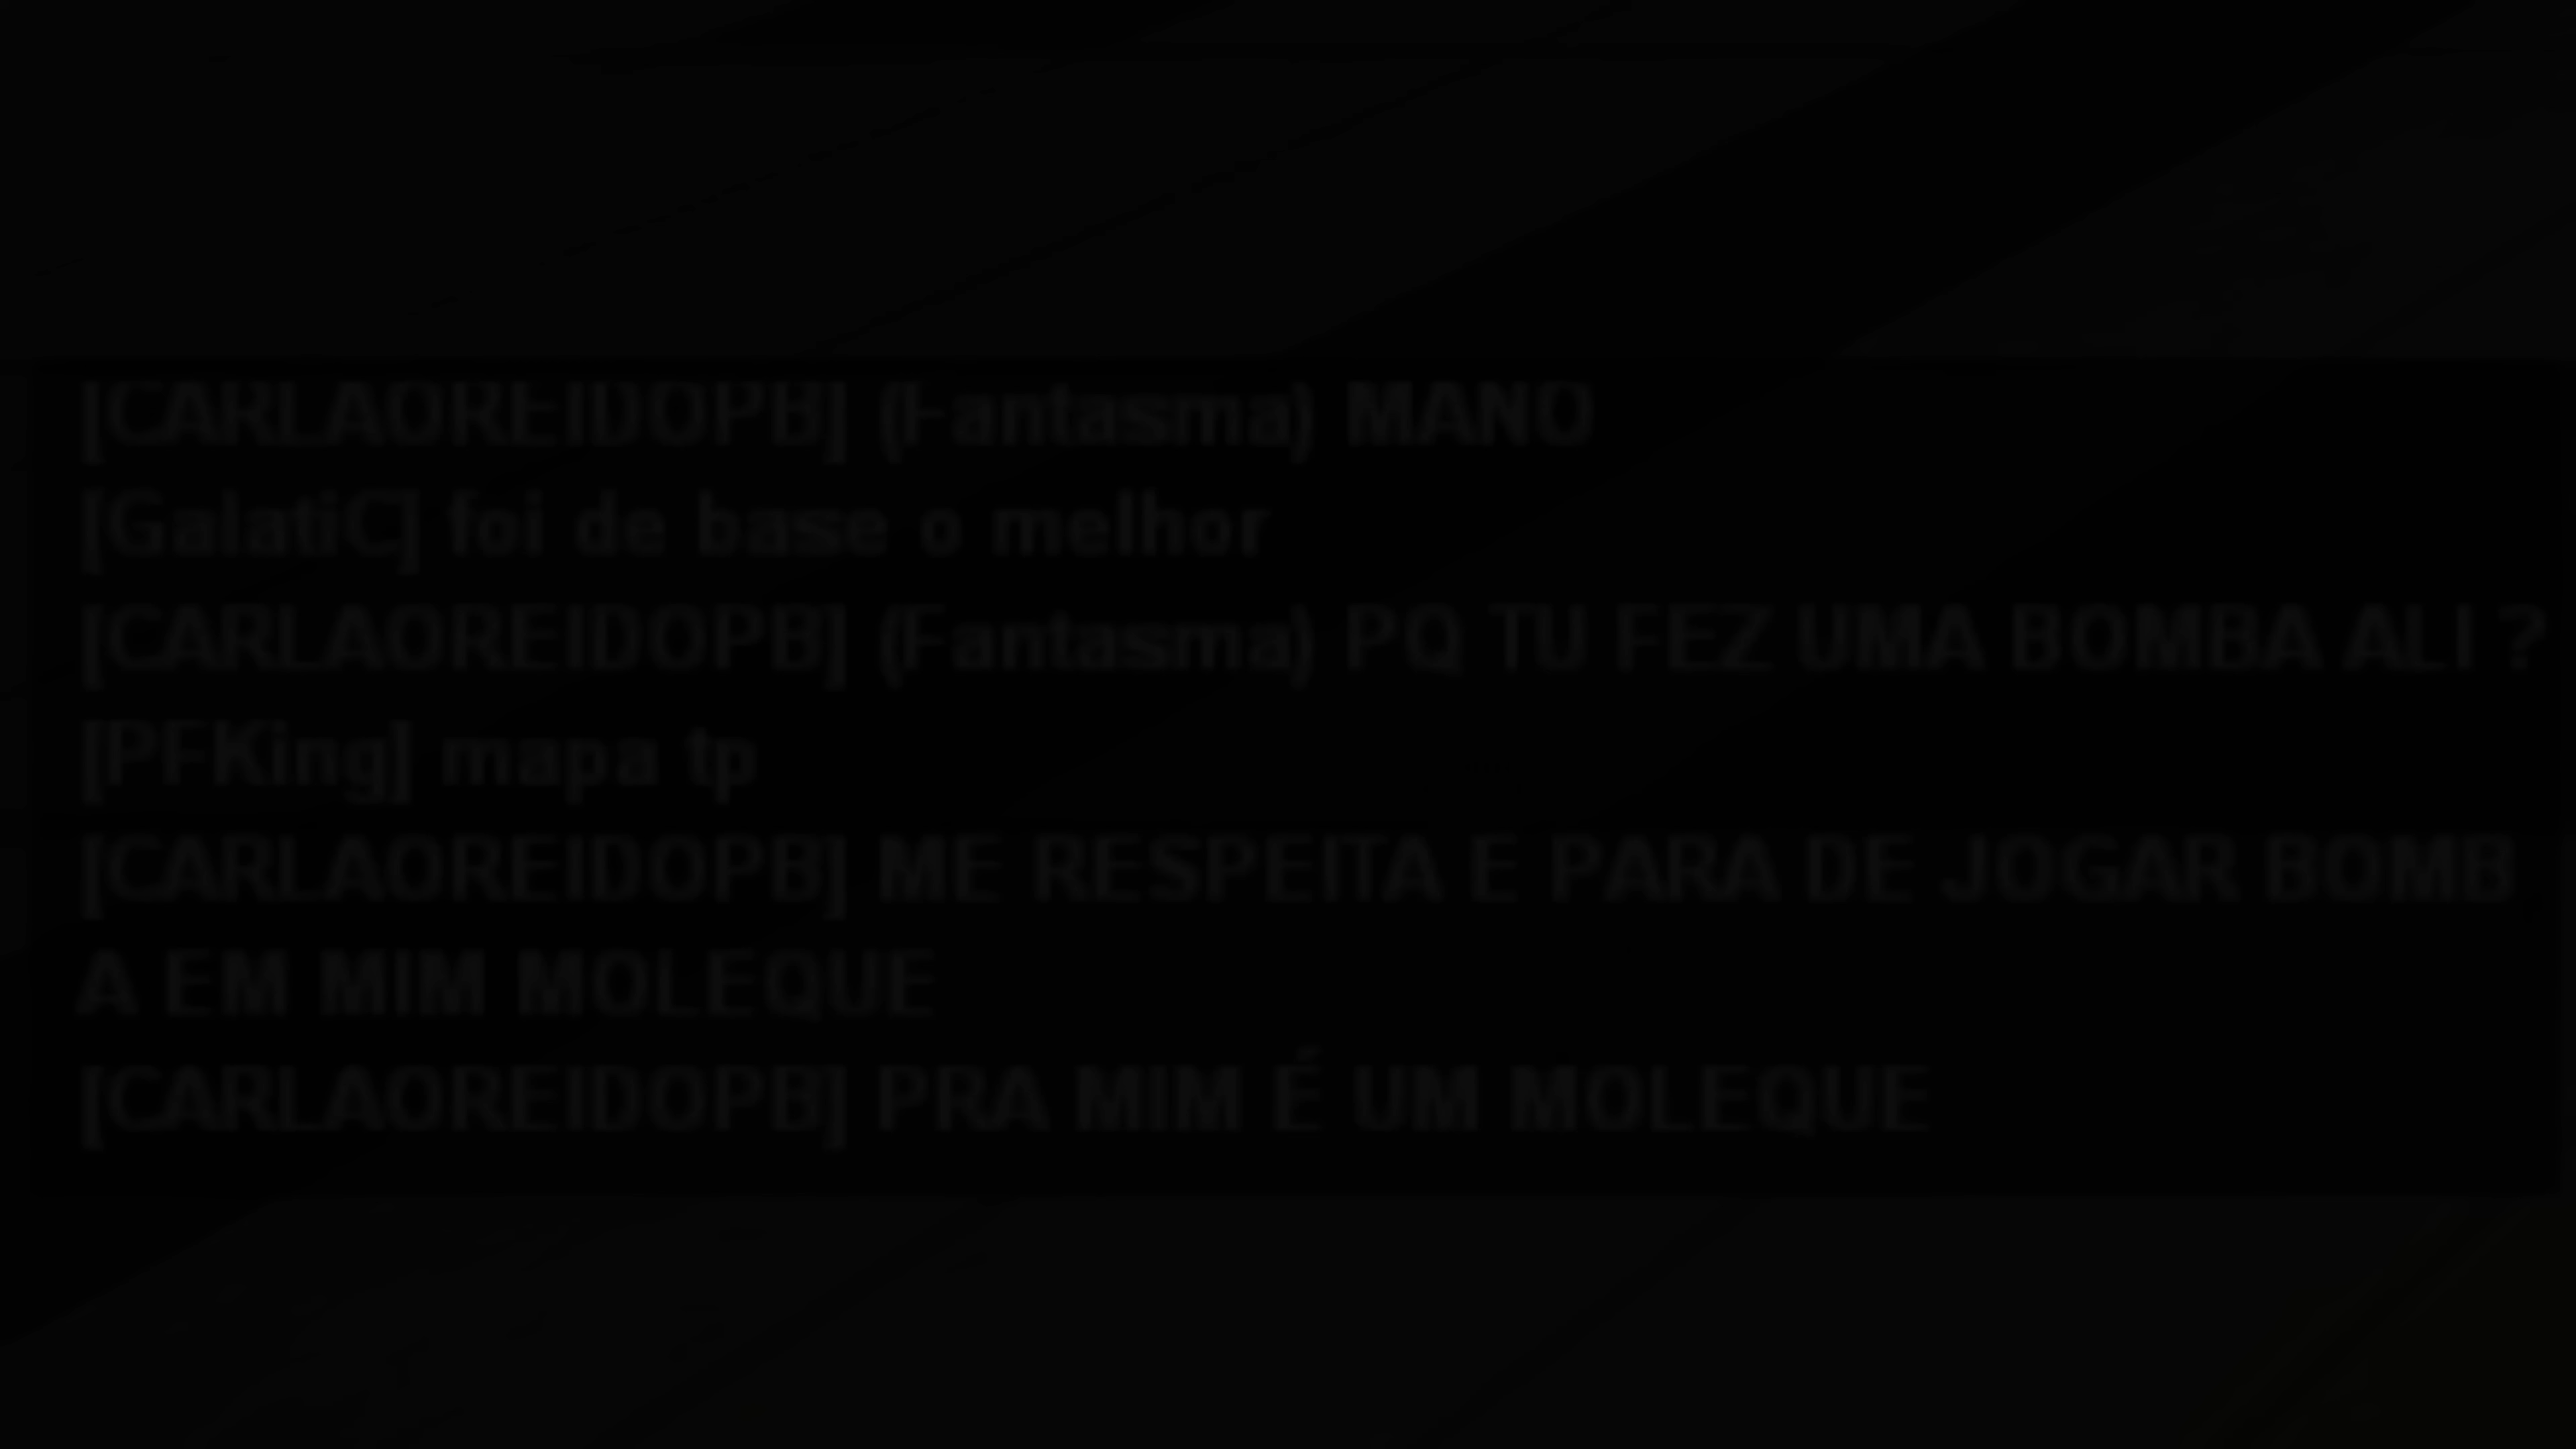 [CARLAOREIDOPB] (Fantasma) MANO
[GalatiC] foi de base o melhor
[CARLAOREIDOPB] (Fantasma) PQ TU FEZ UMA BOMBA ALI ?
[PFKing] mapa tp
[CARLAOREIDOPB] ME RESPEITA E PARA DE JOGAR BOMB
A EM MIM MOLEQUE
[CARLAOREIDOPB] PRA MIM É UM MOLEQUE